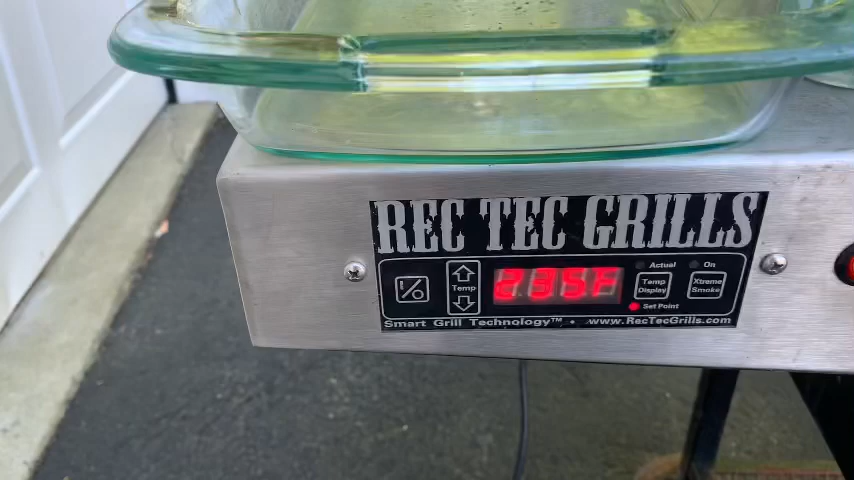 REC TEC GRILLS
Actual
On
I/O
Temp
235F
Temp
Display
Xtreme
Smoke
Set Point
Smart Grill Technology™ • www.RecTecGrills.com